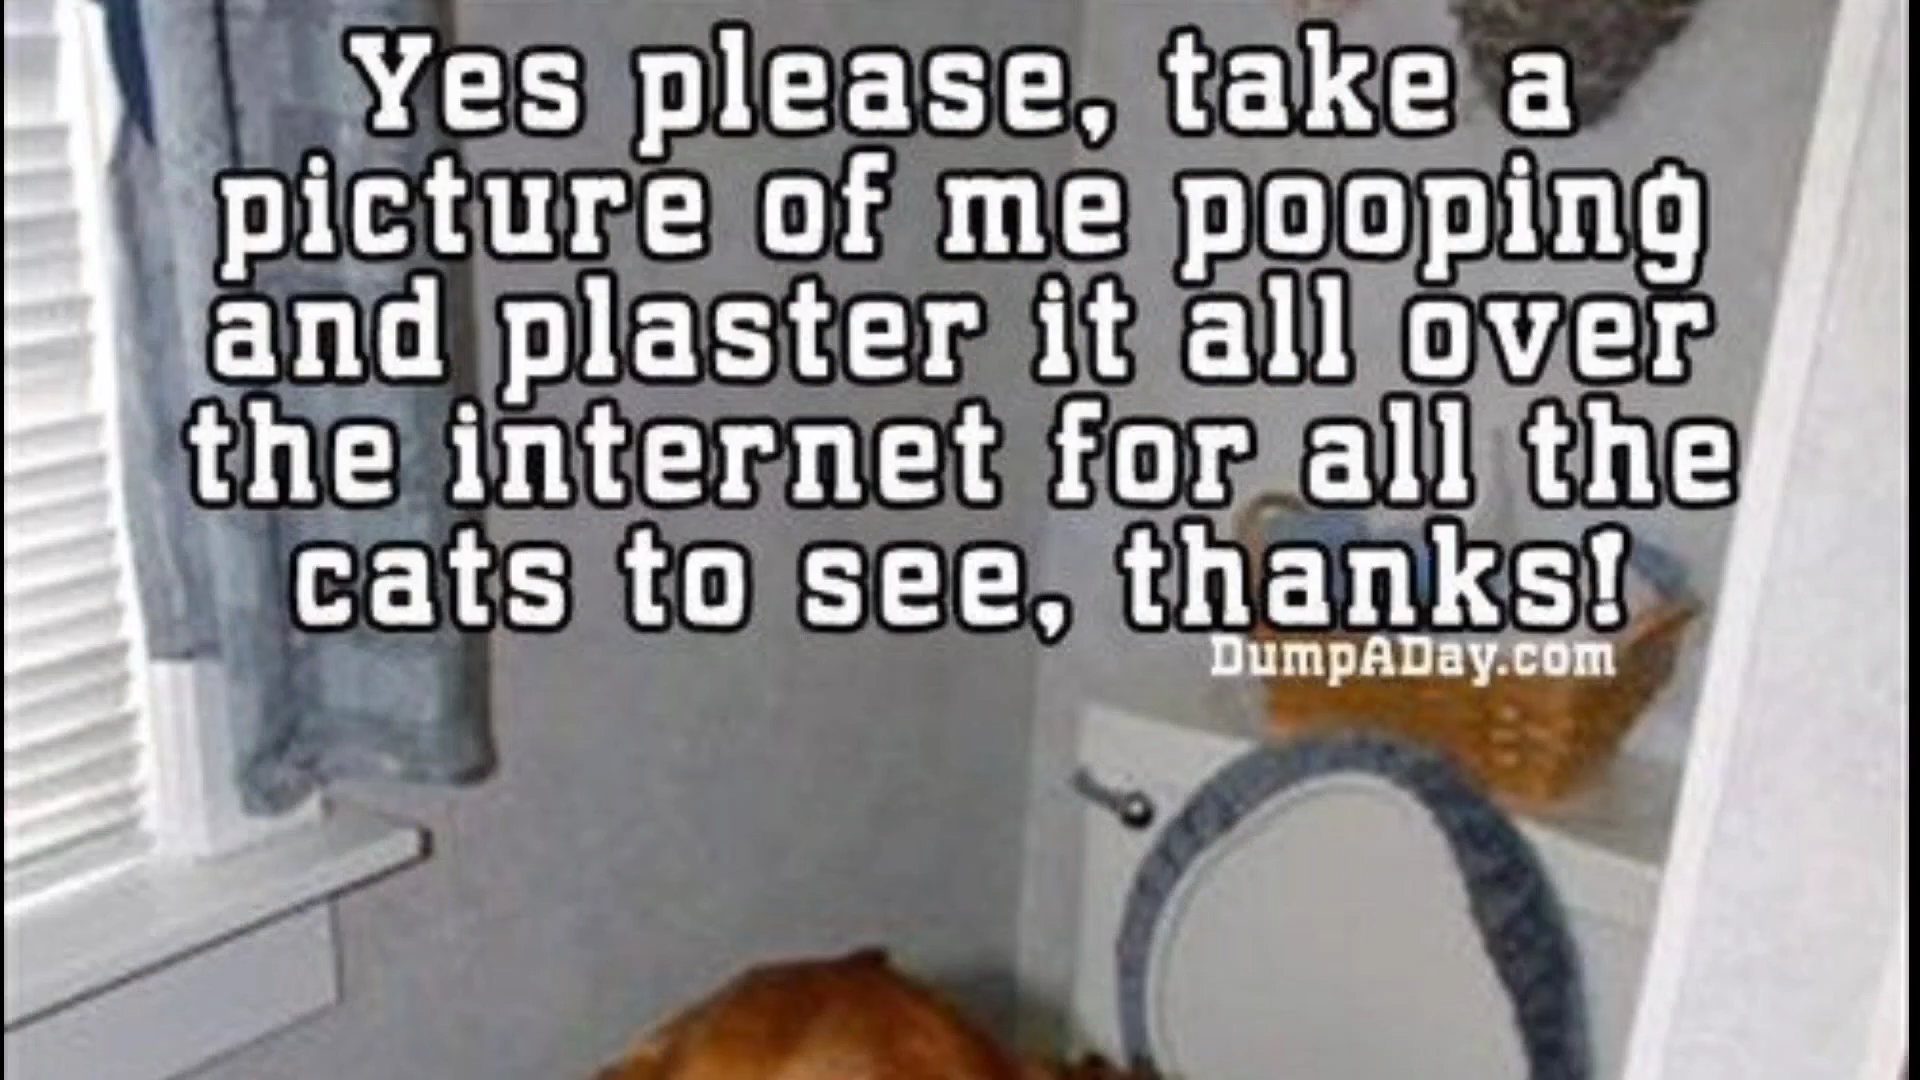 Yes please, take a
picture of me pooping
and plaster it all over
the internet for all the
cats to see, thanks!
DumpADay.com